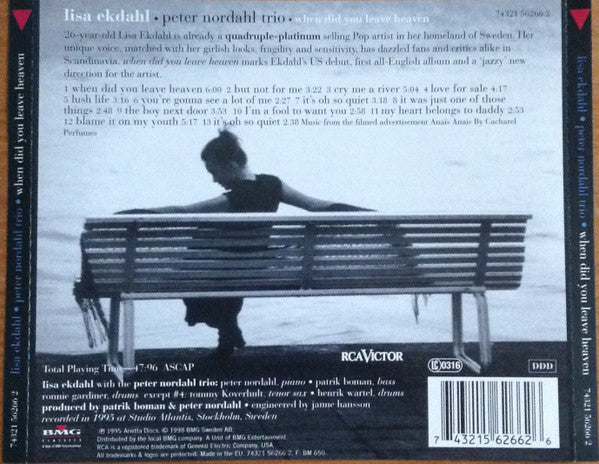 lisa ekdahl • peter nordahl trio • when did you leave heaven 74321 56266 2
26-year-old Lisa Ekdahl is already a quadruple-platinum selling Pop artist in her homeland of Sweden. Her
unique voice, matched with her girlish looks, fragility and sensitivity, has dazzled fans and critics alike in
Scandinavia. when did you leave heaven marks Ekdahl's US debut, first all-English album and a 'jazzy' new
direction for the artist.
1 when did you leave heaven 6:00 2 but not for me 3:22 3 cry me a river 5:04 4 love for sale 4:17
5 lush life 3:16 6 you're gonna see a lot of me 2:27 7 it's oh so quiet 3:18 8 it was just one of those
things 2:48 9 the boy next door 3:53 10 I'm a fool to want you 2:58 11 my heart belongs to daddy 2:53
12 blame it on my youth 5:17 13 it's oh so quiet 2:38 Music from the filmed advertisement Anais Anais By Cacharel
Perfumes
Total Playing Time—47:96 ASCAP
RCA VICTOR
LC 0316
DDD
lisa ekdahl with the peter nordahl trio: peter nordahl, piano • patrik boman, bass
ronnie gardiner, drums except #4: tommy Koverhult, tenor sax • henrik wartel, drums
produced by patrik boman & peter nordahl • engineered by janne hansson
recorded in 1995 at Studio Atlantis, Stockholm, Sweden
BMG
CLASSICS
℗ 1995 Anetta Discs. © 1998 BMG Sweden AB.
Distributed by the local BMG company. A Unit of BMG Entertainment.
RCA is a registered trademark of General Electric Company, USA.
All trademarks & logos are protected. Made in the EU. F: BM 650.
7 43215 62662 6
74321 56266 2 lisa ekdahl • peter nordahl trio • when did you leave heaven
lisa ekdahl • peter nordahl trio • when did you leave heaven 74321 56266 2